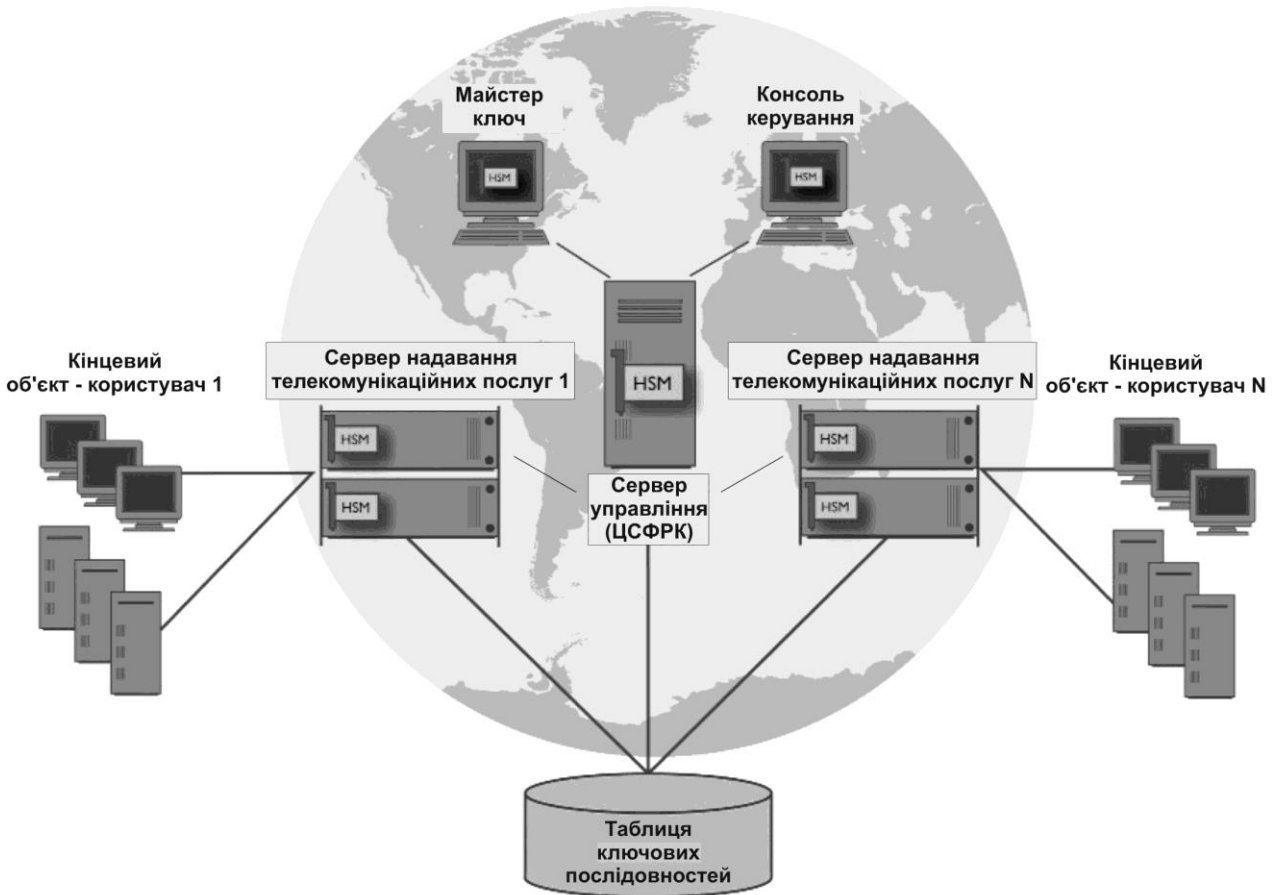 Майстер
ключ
Консоль
керування
HSM
HSM
Кінцевий
об'єкт - користувач 1
Сервер надавання
телекомунікаційних послуг 1
HSM
Сервер надавання
телекомунікаційних послуг N
Кінцевий
об'єкт - користувач N
HSM
HSM
HSM
HSM
Сервер
управління
(ЦСФРК)
Таблиця
ключових
послідовностей